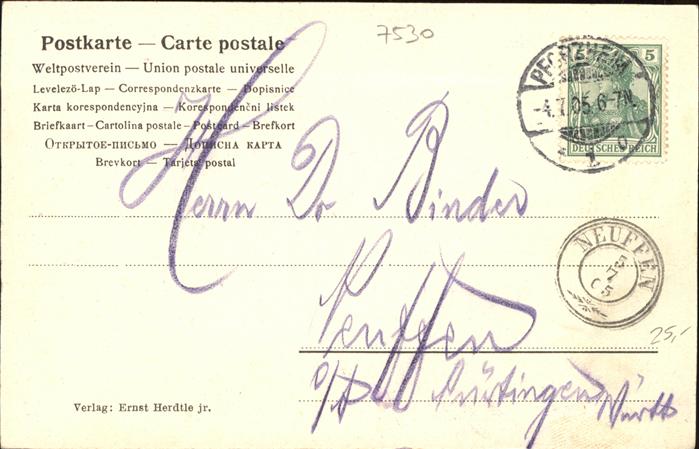 7530
Postkarte — Carte postale
Weltpostverein — Union postale universelle
Levelező-Lap — Correspondenzkarte — Dopisnice
Karta korespondencyjna — Korespondenční lístek
Briefkaart – Cartolina postale – Postcard – Brefkort
Открытое-письмо — Дописна карта
Brevkort — Tarjeta postal
5
DEUTSCHES REICH
PFORZHEIM
-4.7.05.6-7N.
Herrn Dr Binder
Neuffen
Nürtingen
Württb
NEUFFEN
5
7
05
25,-
Verlag: Ernst Herdtle jr.